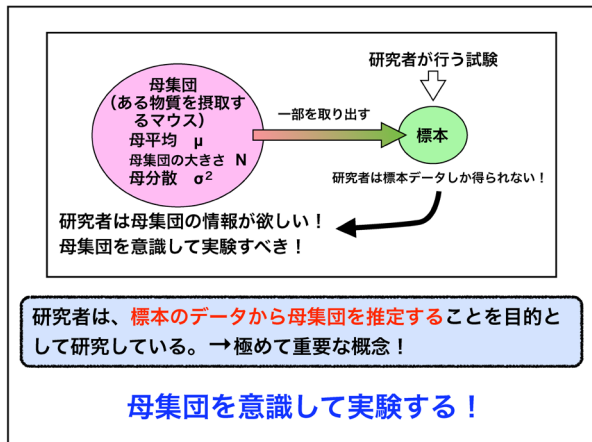 研究者が行う試験
母集団
（ある物質を摂取す
るマウス）
母平均　μ
母集団の大きさ N
母分散　σ²
一部を取り出す
標本
研究者は標本データしか得られない！
研究者は母集団の情報が欲しい！
母集団を意識して実験すべき！
研究者は、標本のデータから母集団を推定することを目的と
して研究している。→極めて重要な概念！
母集団を意識して実験する！